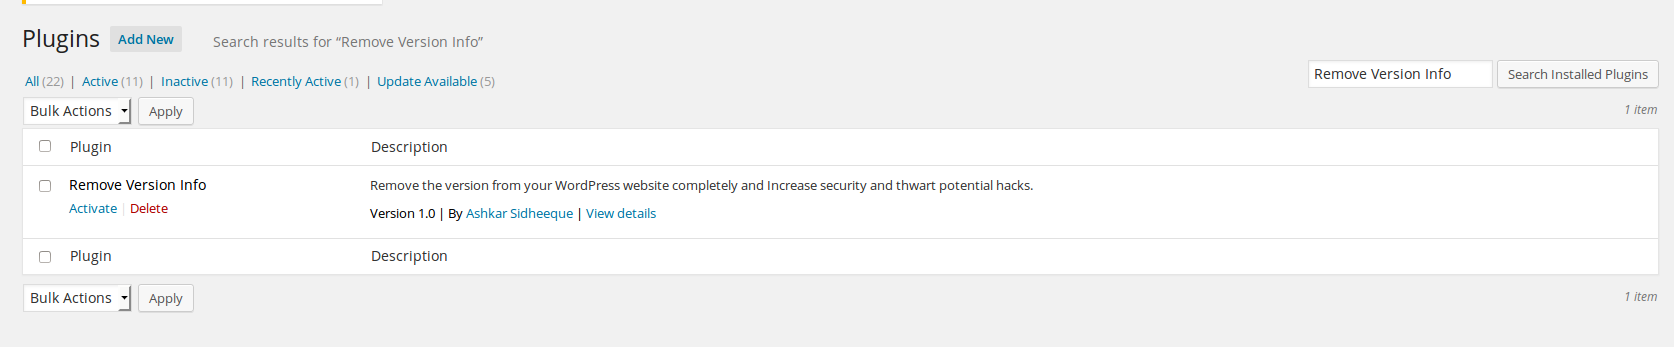 Plugins Add New Search results for “Remove Version Info”
All (22) | Active (11) | Inactive (11) | Recently Active (1) | Update Available (5)
Remove Version Info Search Installed Plugins
Bulk Actions Apply 1 item
Plugin Description
Remove Version Info Remove the version from your WordPress website completely and Increase security and thwart potential hacks.
Activate | Delete Version 1.0 | By Ashkar Sidheeque | View details
Plugin Description
Bulk Actions Apply 1 item